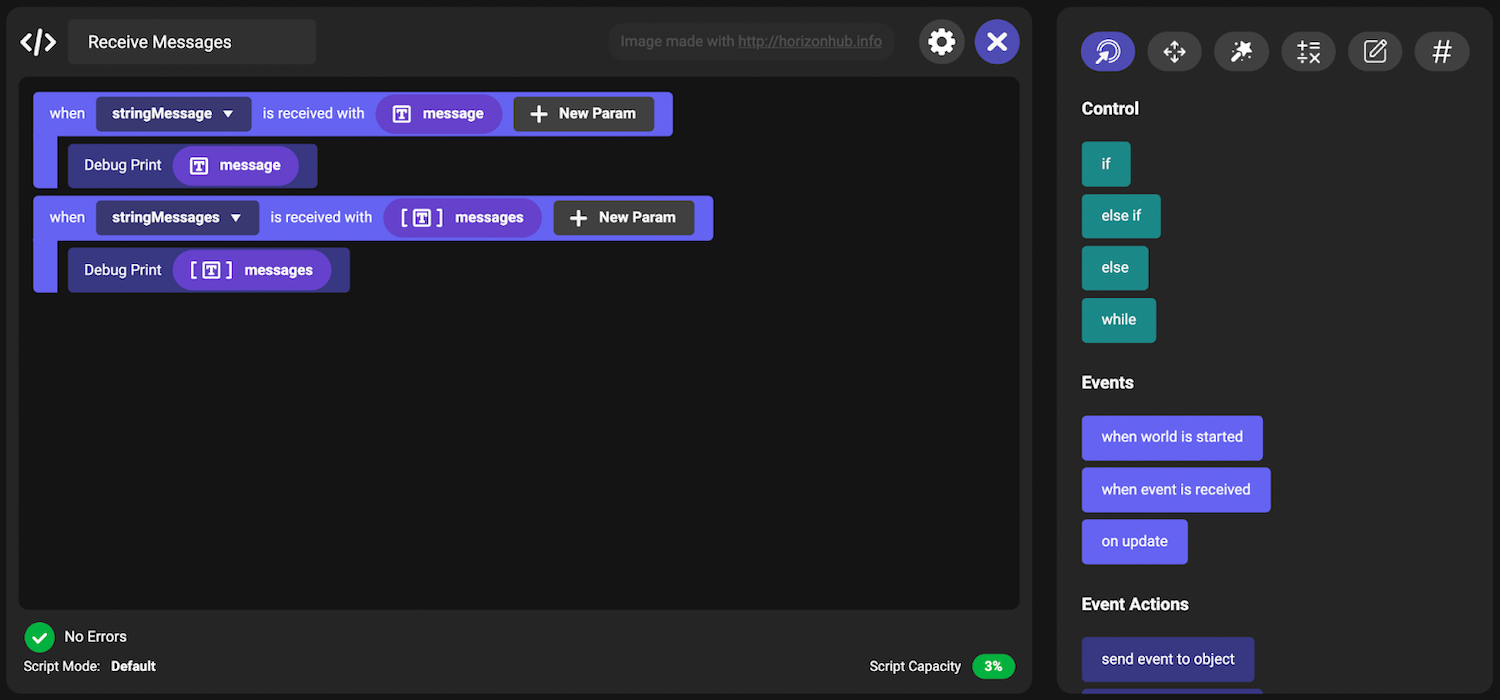 </> Receive Messages
Image made with http://horizonhub.info
when stringMessage is received with T message + New Param
Debug Print T message
when stringMessages is received with [T] messages + New Param
Debug Print [T] messages
No Errors
Script Mode: Default
Script Capacity 3%
#
Control
if
else if
else
while
Events
when world is started
when event is received
on update
Event Actions
send event to object